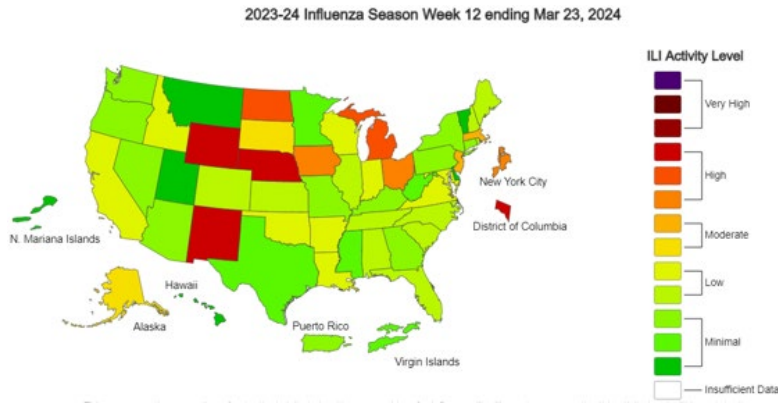 2023-24 Influenza Season Week 12 ending Mar 23, 2024
ILI Activity Level
Very High
High
Moderate
Low
Minimal
Insufficient Data
New York City
District of Columbia
N. Mariana Islands
Hawaii
Alaska
Puerto Rico
Virgin Islands